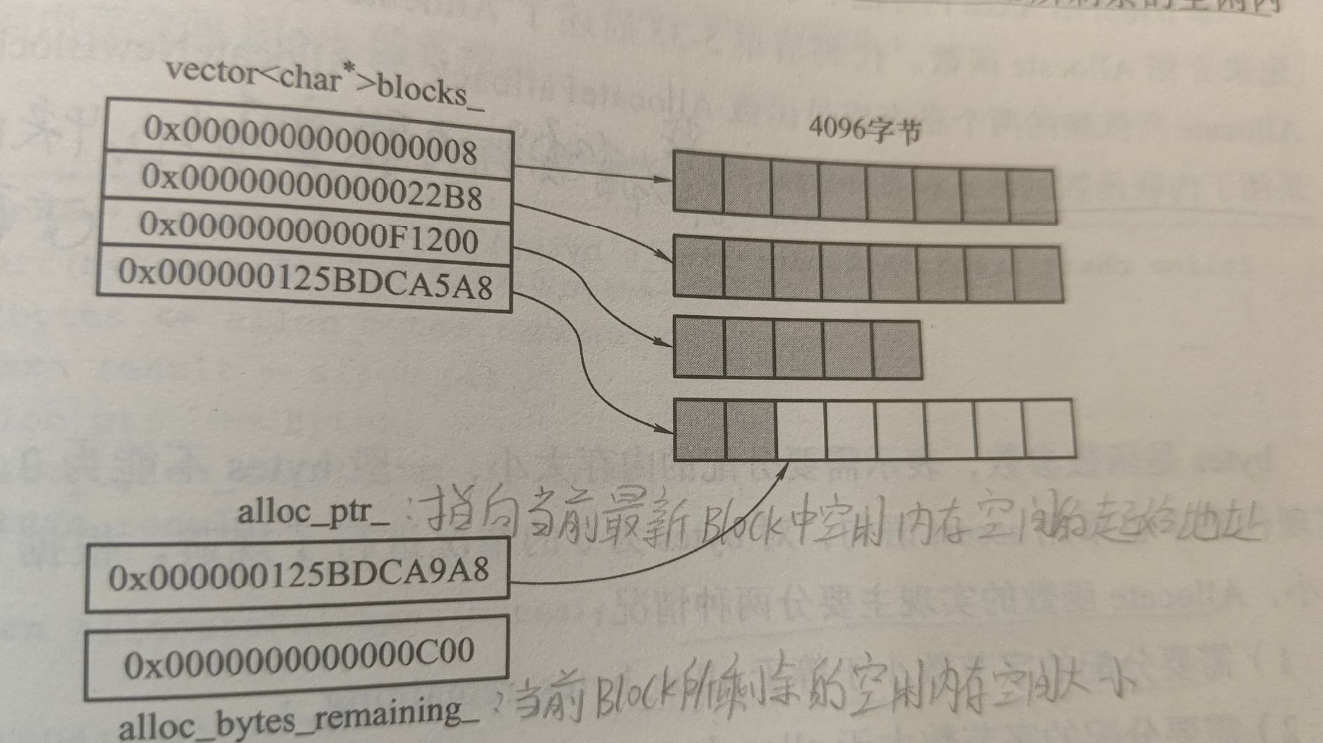 vector<char*>blocks_
4096字节
0x0000000000000008
0x00000000000022B8
0x00000000000F1200
0x000000125BDCA5A8
alloc_ptr_:指向当前最新Block中空闲内存空间的起始地址
0x000000125BDCA9A8
0x0000000000000C00
alloc_bytes_remaining_:当前Block所剩余的空闲内存空间大小